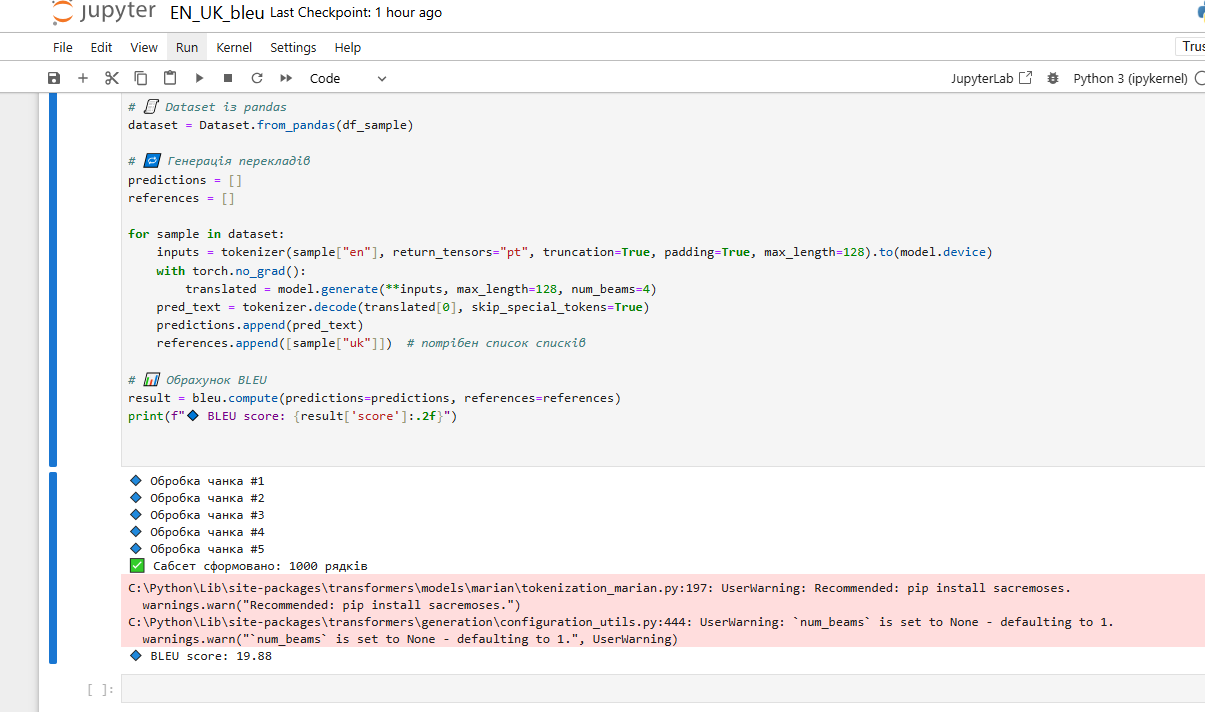 jupyter EN_UK_bleu Last Checkpoint: 1 hour ago
File Edit View Run Kernel Settings Help
Code JupyterLab Python 3 (ipykernel)
# Dataset із pandas
dataset = Dataset.from_pandas(df_sample)
# Генерація перекладів
predictions = []
references = []
for sample in dataset:
    inputs = tokenizer(sample["en"], return_tensors="pt", truncation=True, padding=True, max_length=128).to(model.device)
    with torch.no_grad():
        translated = model.generate(**inputs, max_length=128, num_beams=4)
    pred_text = tokenizer.decode(translated[0], skip_special_tokens=True)
    predictions.append(pred_text)
    references.append([sample["uk"]])  # потрібен список списків
# 📊 Обрахунок BLEU
result = bleu.compute(predictions=predictions, references=references)
print(f"🔷 BLEU score: {result['score']:.2f}")
🔷 Обробка чанка #1
🔷 Обробка чанка #2
🔷 Обробка чанка #3
🔷 Обробка чанка #4
🔷 Обробка чанка #5
✅ Сабсет сформовано: 1000 рядків
C:\Python\Lib\site-packages\transformers\models\marian\tokenization_marian.py:197: UserWarning: Recommended: pip install sacremoses.
  warnings.warn("Recommended: pip install sacremoses.")
C:\Python\Lib\site-packages\transformers\generation\configuration_utils.py:444: UserWarning: `num_beams` is set to None - defaulting to 1.
  warnings.warn("`num_beams` is set to None - defaulting to 1.", UserWarning)
🔷 BLEU score: 19.88
[ ]: